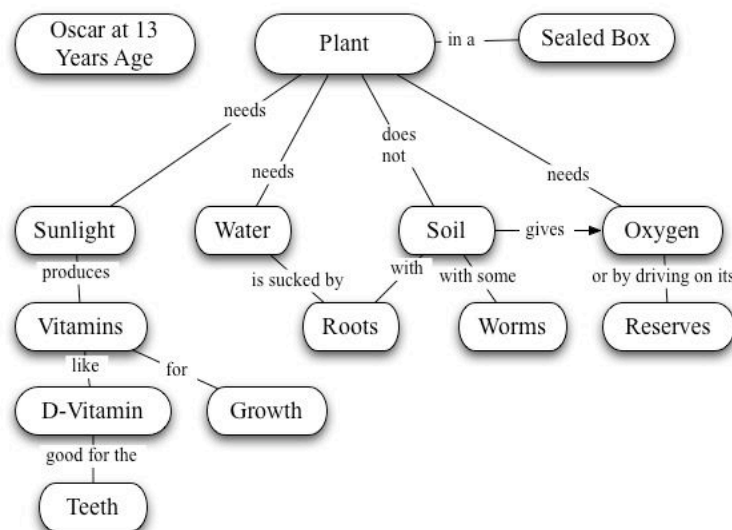 Oscar at 13
Years Age
Plant
in a
Sealed Box
needs
needs
does
not
needs
Sunlight
Water
Soil
gives
Oxygen
produces
is sucked by
with
with some
or by driving on its
Vitamins
Roots
Worms
Reserves
like
for
D-Vitamin
Growth
good for the
Teeth